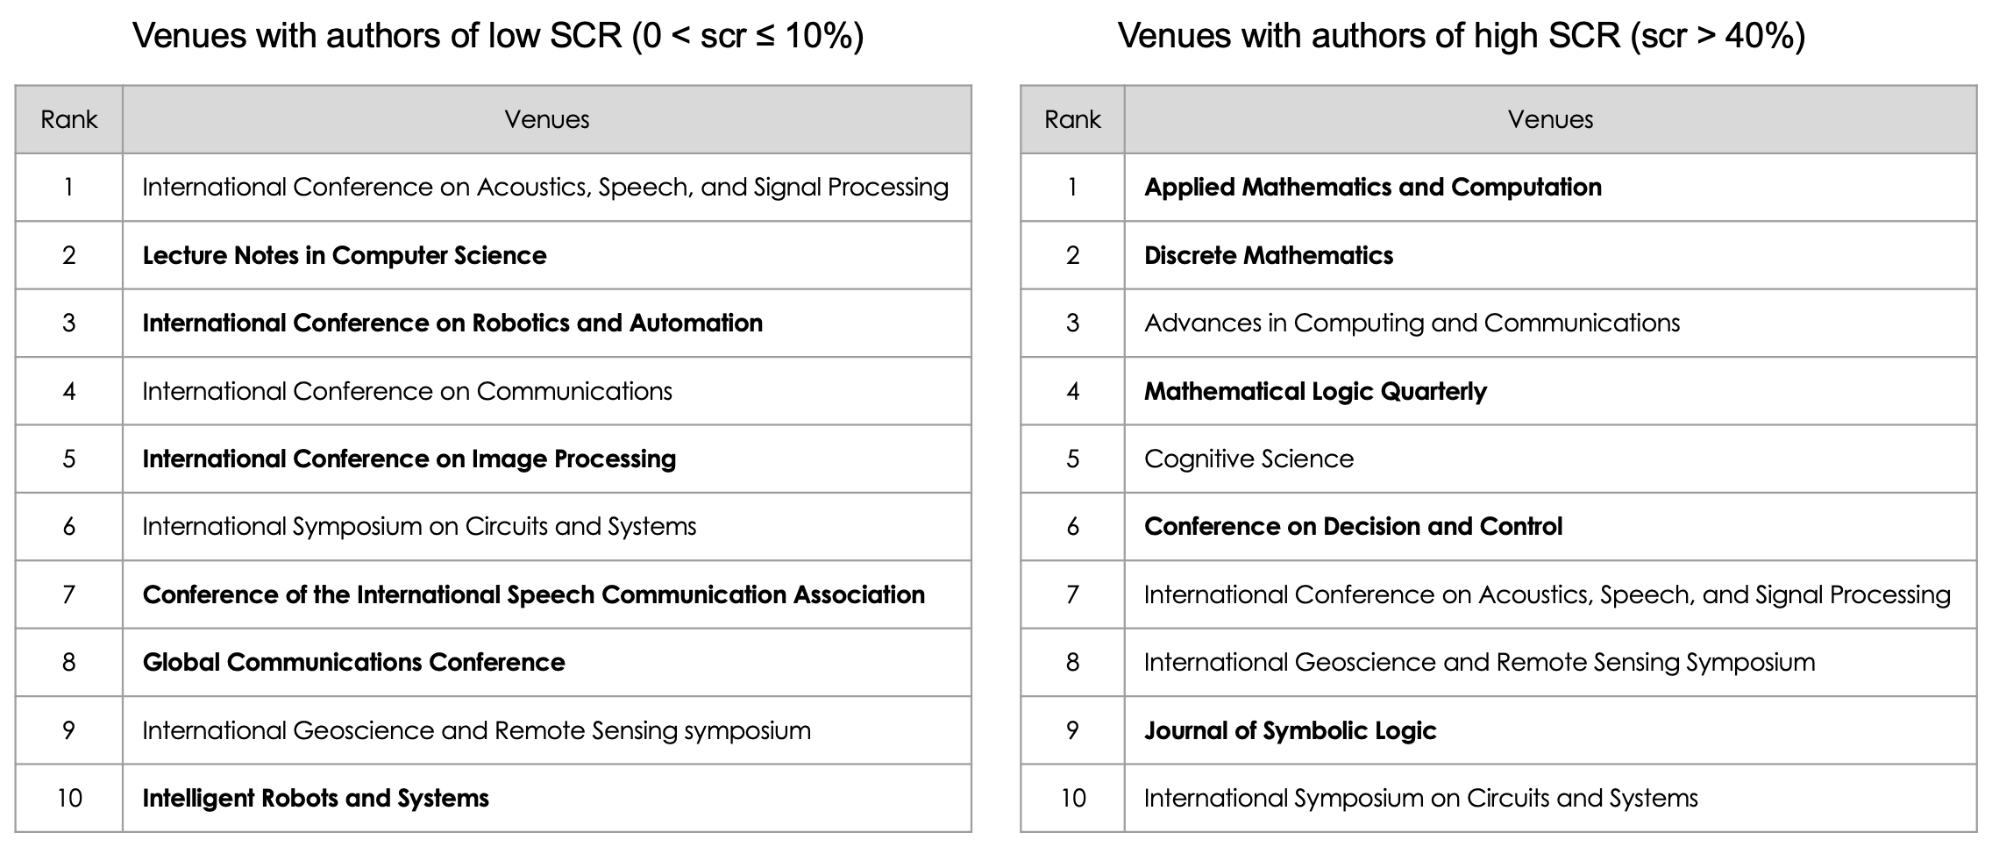 Venues with authors of low SCR (0 < scr ≤ 10%)
Rank Venues
1 International Conference on Acoustics, Speech, and Signal Processing
2 Lecture Notes in Computer Science
3 International Conference on Robotics and Automation
4 International Conference on Communications
5 International Conference on Image Processing
6 International Symposium on Circuits and Systems
7 Conference of the International Speech Communication Association
8 Global Communications Conference
9 International Geoscience and Remote Sensing symposium
10 Intelligent Robots and Systems
Venues with authors of high SCR (scr > 40%)
Rank Venues
1 Applied Mathematics and Computation
2 Discrete Mathematics
3 Advances in Computing and Communications
4 Mathematical Logic Quarterly
5 Cognitive Science
6 Conference on Decision and Control
7 International Conference on Acoustics, Speech, and Signal Processing
8 International Geoscience and Remote Sensing Symposium
9 Journal of Symbolic Logic
10 International Symposium on Circuits and Systems